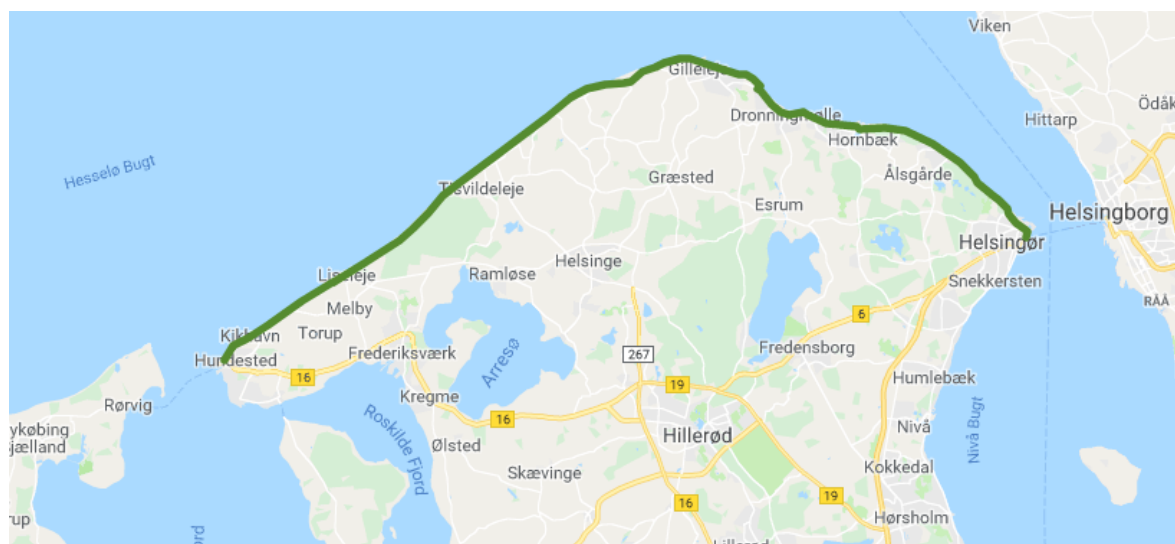 Viken
Gilleleje
Ödåk
Dronningmølle
Hittarp
Hornbæk
Hesselø Bugt
Ålsgårde
Græsted
Tisvildeleje
Esrum
Helsingborg
Helsingør
Helsinge
Liseleje
Ramløse
Snekkersten
RÅÅ
Melby
6
Kikhavn
Torup
Fredensborg
Frederiksværk
267
Arresø
Hundested
16
19
Humlebæk
Kregme
Rørvig
16
Roskilde Fjord
Nivå Bugt
ykøbing
jælland
Ølsted
Hillerød
Nivå
Skævinge
Kokkedal
19
16
Hørsholm
rup
ord